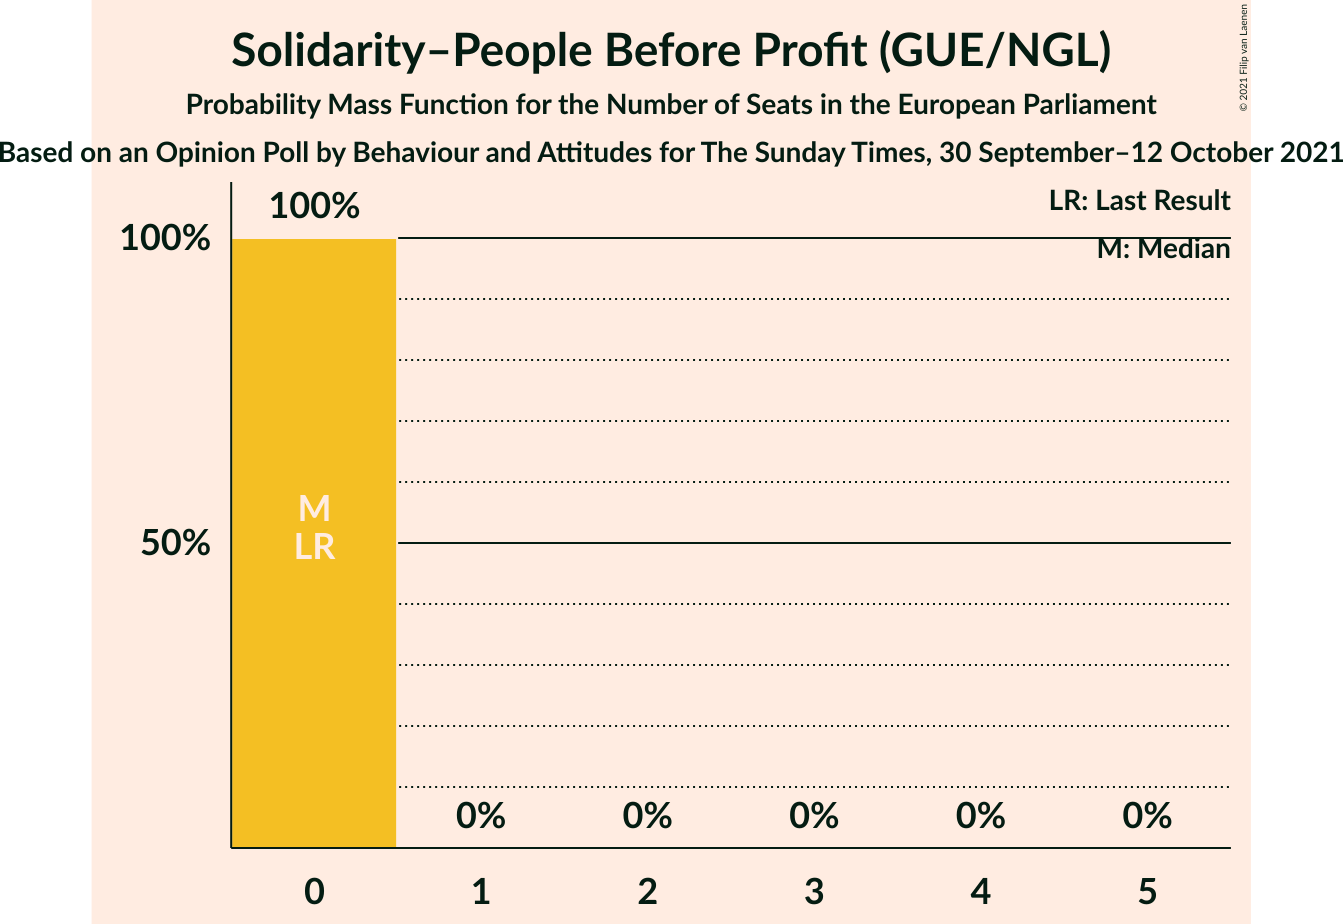 Solidarity–People Before Profit (GUE/NGL)
Probability Mass Function for the Number of Seats in the European Parliament
Based on an Opinion Poll by Behaviour and Attitudes for The Sunday Times, 30 September–12 October 2021
© 2021 Filip van Laenen
LR: Last Result
M: Median
100%
100%
50%
M
LR
0% 0% 0% 0% 0%
0 1 2 3 4 5